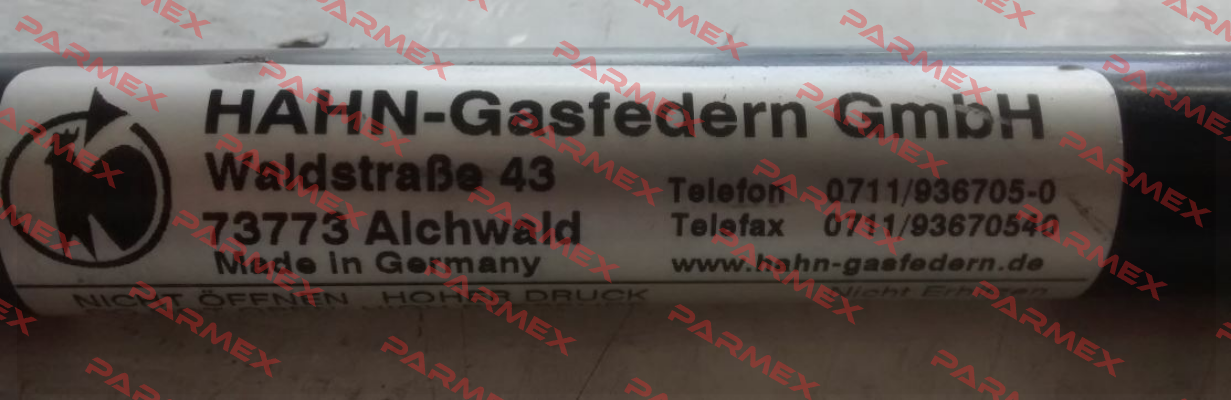 HAHN-Gasfedern GmbH
Waldstraße 43
73773 Aichwald
Made in Germany
Telefon 0711/936705-0
Telefax 0711/93670540
www.hahn-gasfedern.de
NICHT ÖFFNEN HOHER DRUCK
Nicht Erhitzen
PARMEX